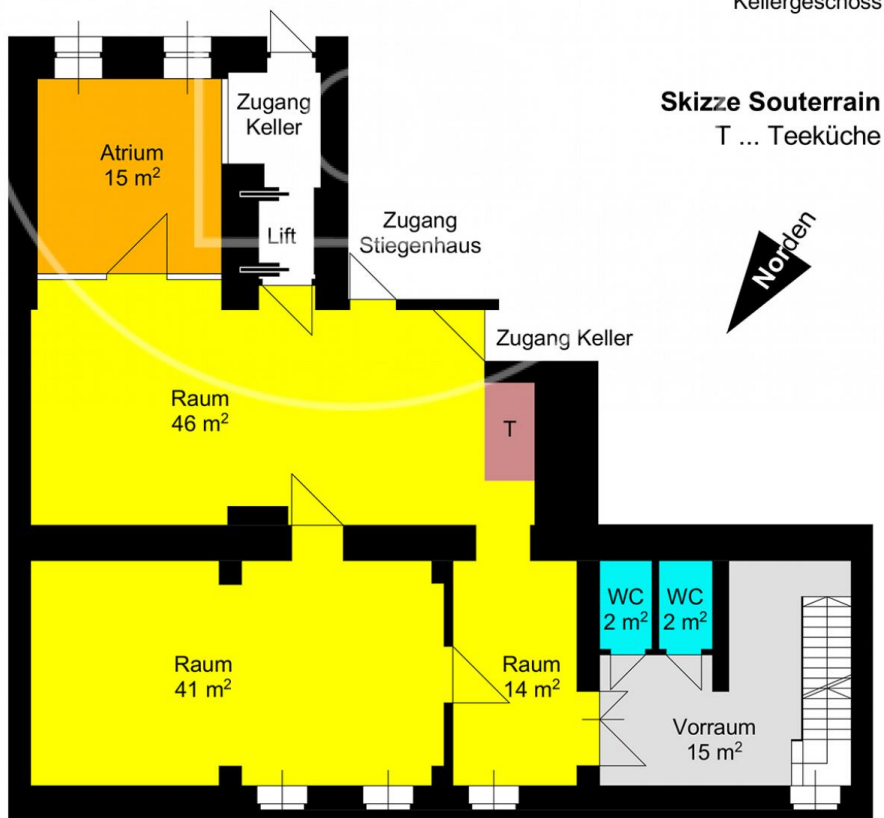 Kellergeschoss
Skizze Souterrain
T ... Teeküche
Zugang
Keller
Atrium
15 m²
Lift
Zugang
Stiegenhaus
Norden
Zugang Keller
Raum
46 m²
T
WC
2 m²
WC
2 m²
Raum
41 m²
Raum
14 m²
Vorraum
15 m²